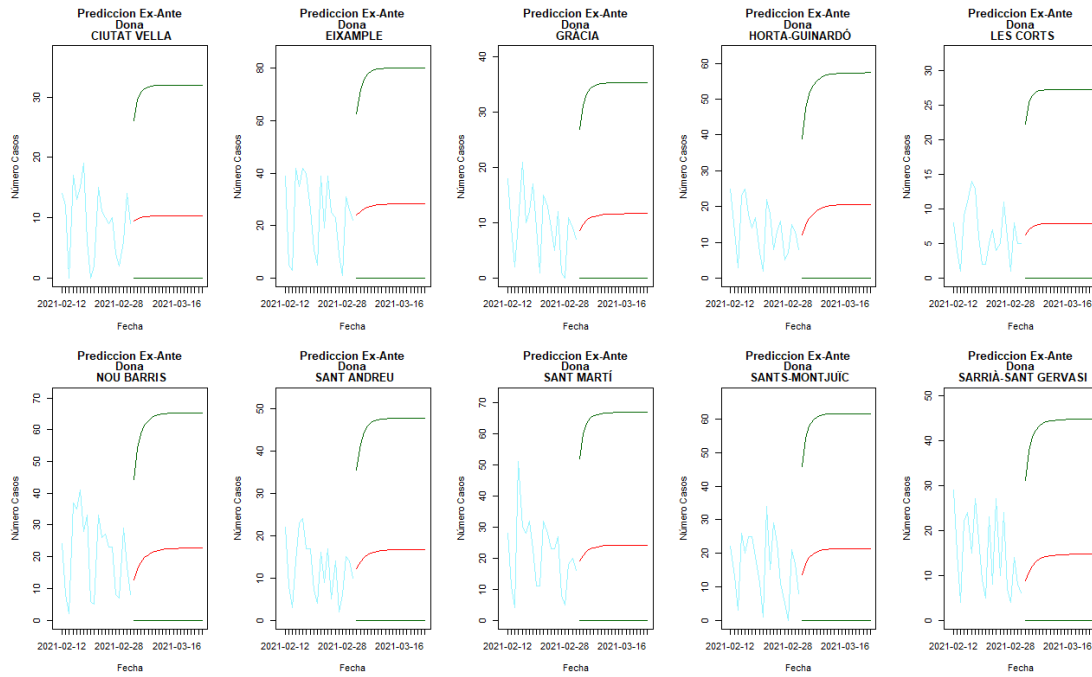 Prediccion Ex-Ante
Dona
CIUTAT VELLA
Número Casos
30
20
10
0
2021-02-12 2021-02-28 2021-03-16
Fecha
Prediccion Ex-Ante
Dona
EIXAMPLE
Número Casos
80
60
40
20
0
2021-02-12 2021-02-28 2021-03-16
Fecha
Prediccion Ex-Ante
Dona
GRÀCIA
Número Casos
40
30
20
10
0
2021-02-12 2021-02-28 2021-03-16
Fecha
Prediccion Ex-Ante
Dona
HORTA-GUINARDÓ
Número Casos
60
50
40
30
20
10
0
2021-02-12 2021-02-28 2021-03-16
Fecha
Prediccion Ex-Ante
Dona
LES CORTS
Número Casos
30
25
20
15
10
5
0
2021-02-12 2021-02-28 2021-03-16
Fecha
Prediccion Ex-Ante
Dona
NOU BARRIS
Número Casos
70
60
50
40
30
20
10
0
2021-02-12 2021-02-28 2021-03-16
Fecha
Prediccion Ex-Ante
Dona
SANT ANDREU
Número Casos
50
40
30
20
10
0
2021-02-12 2021-02-28 2021-03-16
Fecha
Prediccion Ex-Ante
Dona
SANT MARTÍ
Número Casos
70
60
50
40
30
20
10
0
2021-02-12 2021-02-28 2021-03-16
Fecha
Prediccion Ex-Ante
Dona
SANTS-MONTJUÏC
Número Casos
60
50
40
30
20
10
0
2021-02-12 2021-02-28 2021-03-16
Fecha
Prediccion Ex-Ante
Dona
SARRIÀ-SANT GERVASI
Número Casos
50
40
30
20
10
0
2021-02-12 2021-02-28 2021-03-16
Fecha